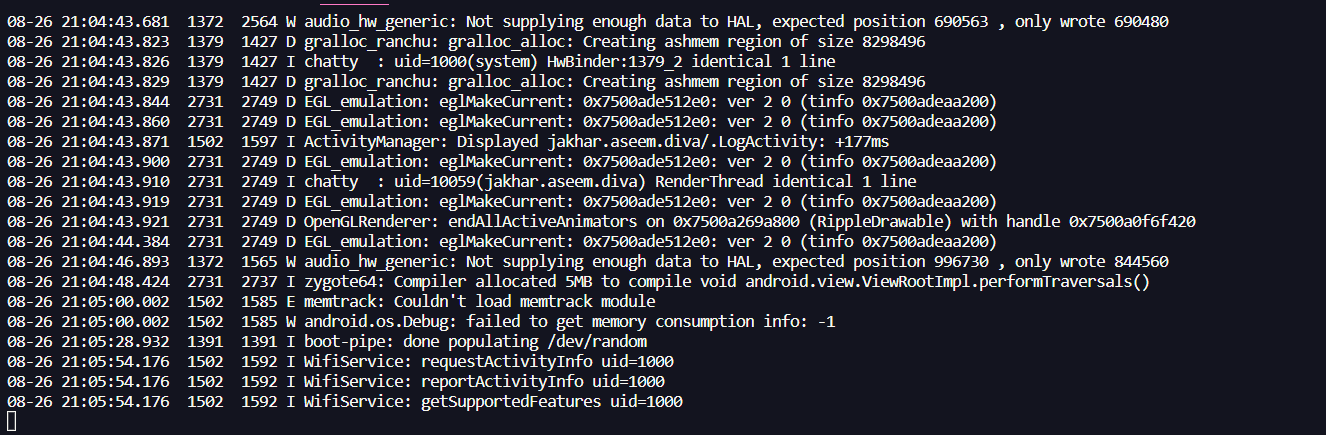 08-26 21:04:43.681  1372  2564 W audio_hw_generic: Not supplying enough data to HAL, expected position 690563 , only wrote 690480
08-26 21:04:43.823  1379  1427 D gralloc_ranchu: gralloc_alloc: Creating ashmem region of size 8298496
08-26 21:04:43.826  1379  1427 I chatty  : uid=1000(system) HwBinder:1379_2 identical 1 line
08-26 21:04:43.829  1379  1427 D gralloc_ranchu: gralloc_alloc: Creating ashmem region of size 8298496
08-26 21:04:43.844  2731  2749 D EGL_emulation: eglMakeCurrent: 0x7500ade512e0: ver 2 0 (tinfo 0x7500adeaa200)
08-26 21:04:43.860  2731  2749 D EGL_emulation: eglMakeCurrent: 0x7500ade512e0: ver 2 0 (tinfo 0x7500adeaa200)
08-26 21:04:43.871  1502  1597 I ActivityManager: Displayed jakhar.aseem.diva/.LogActivity: +177ms
08-26 21:04:43.900  2731  2749 D EGL_emulation: eglMakeCurrent: 0x7500ade512e0: ver 2 0 (tinfo 0x7500adeaa200)
08-26 21:04:43.910  2731  2749 I chatty  : uid=10059(jakhar.aseem.diva) RenderThread identical 1 line
08-26 21:04:43.919  2731  2749 D EGL_emulation: eglMakeCurrent: 0x7500ade512e0: ver 2 0 (tinfo 0x7500adeaa200)
08-26 21:04:43.921  2731  2749 D OpenGLRenderer: endAllActiveAnimators on 0x7500a269a800 (RippleDrawable) with handle 0x7500a0f6f420
08-26 21:04:44.384  2731  2749 D EGL_emulation: eglMakeCurrent: 0x7500ade512e0: ver 2 0 (tinfo 0x7500adeaa200)
08-26 21:04:46.893  1372  1565 W audio_hw_generic: Not supplying enough data to HAL, expected position 996730 , only wrote 844560
08-26 21:04:48.424  2731  2737 I zygote64: Compiler allocated 5MB to compile void android.view.ViewRootImpl.performTraversals()
08-26 21:05:00.002  1502  1585 E memtrack: Couldn't load memtrack module
08-26 21:05:00.002  1502  1585 W android.os.Debug: failed to get memory consumption info: -1
08-26 21:05:28.932  1391  1391 I boot-pipe: done populating /dev/random
08-26 21:05:54.176  1502  1592 I WifiService: requestActivityInfo uid=1000
08-26 21:05:54.176  1502  1592 I WifiService: reportActivityInfo uid=1000
08-26 21:05:54.176  1502  1592 I WifiService: getSupportedFeatures uid=1000